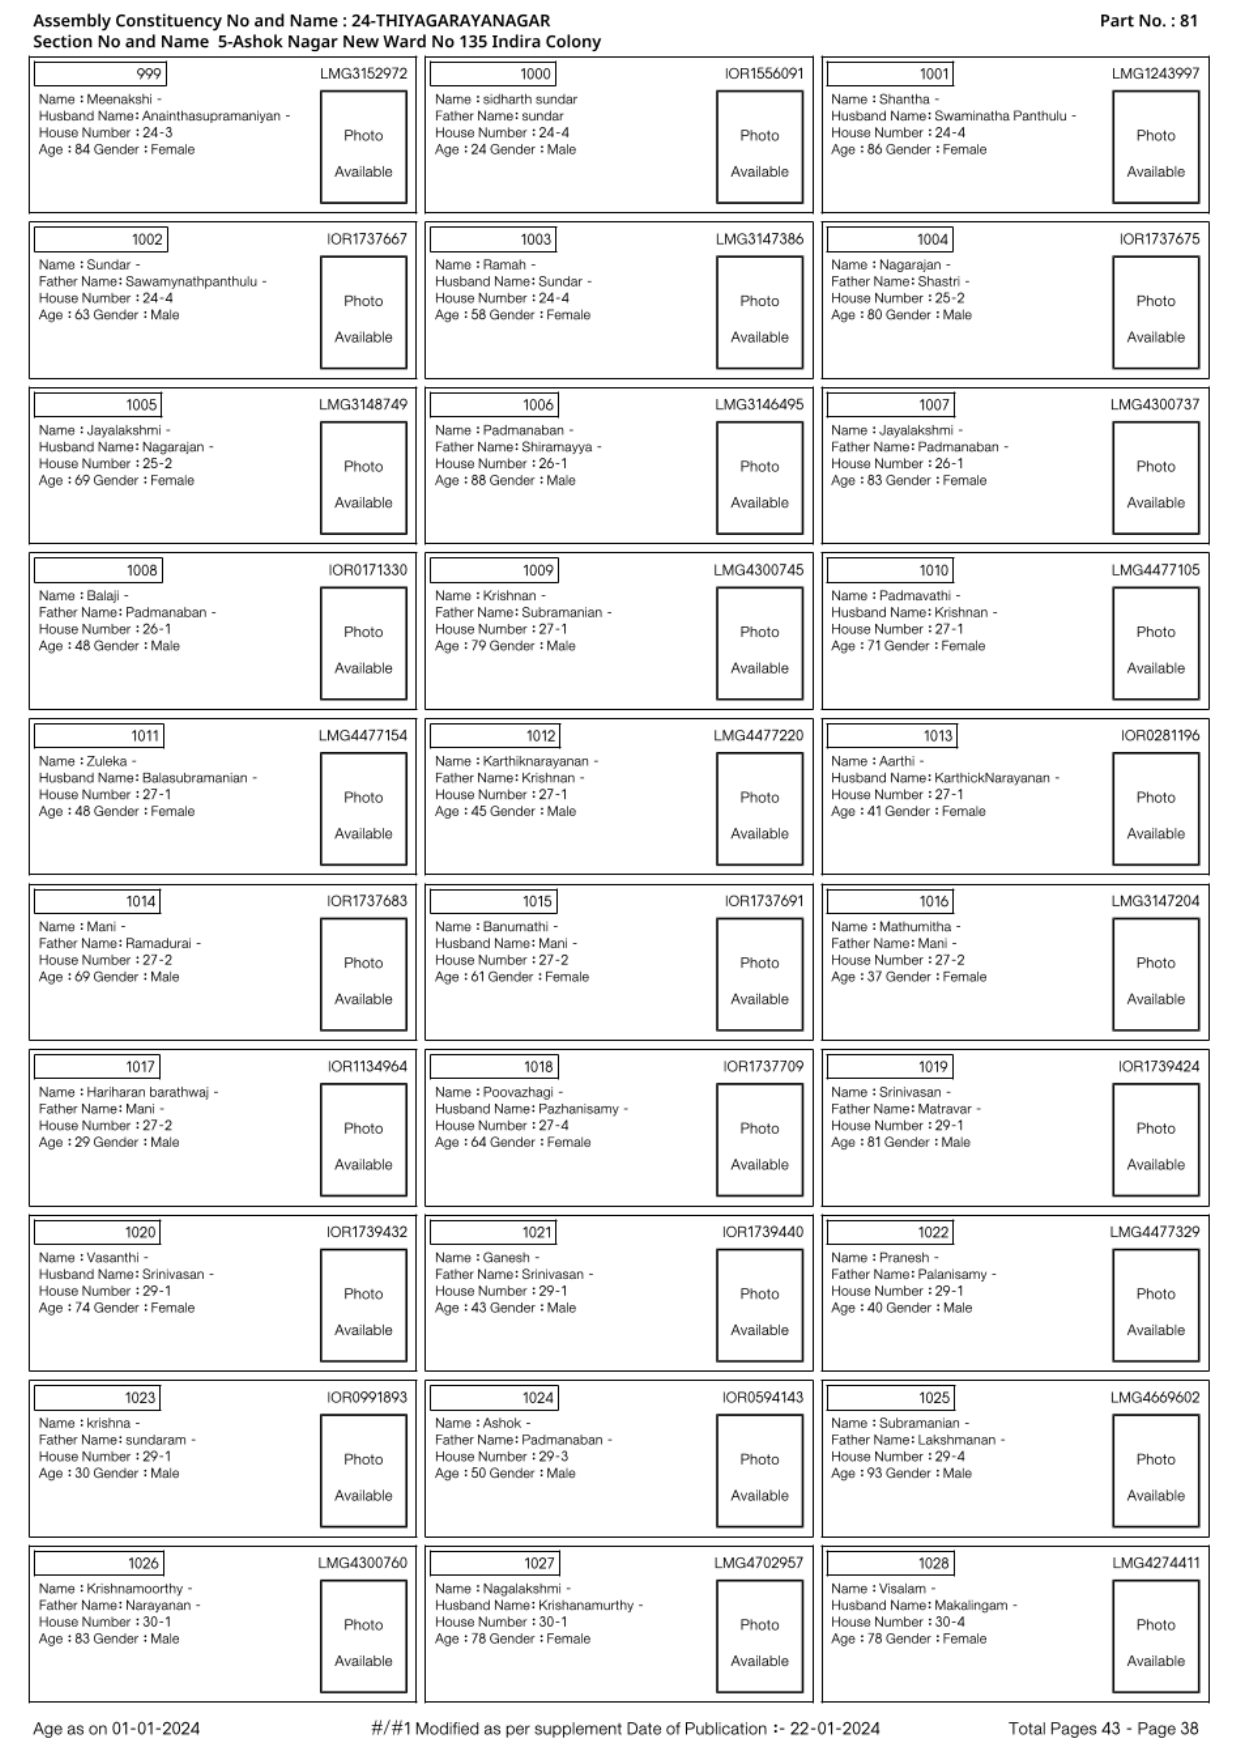 Assembly Constituency No and Name : 24-THIYAGARAYANAGAR
Part No. : 81
Section No and Name 5-Ashok Nagar New Ward No 135 Indira Colony
999
LMG3152972
Name : Meenakshi -
Husband Name: Anainthasupramaniyan -
House Number : 24-3
Age : 84 Gender : Female
Photo
Available
1000
IOR1556091
Name : sidharth sundar
Father Name: sundar
House Number : 24-4
Age : 24 Gender : Male
Photo
Available
1001
LMG1243997
Name : Shantha -
Husband Name: Swaminatha Panthulu -
House Number : 24-4
Age : 86 Gender : Female
Photo
Available
1002
IOR1737667
Name : Sundar -
Father Name: Sawamynathpanthulu -
House Number : 24-4
Age : 63 Gender : Male
Photo
Available
1003
LMG3147386
Name : Ramah -
Husband Name: Sundar -
House Number : 24-4
Age : 58 Gender : Female
Photo
Available
1004
IOR1737675
Name : Nagarajan -
Father Name: Shastri -
House Number : 25-2
Age : 80 Gender : Male
Photo
Available
1005
LMG3148749
Name : Jayalakshmi -
Husband Name: Nagarajan -
House Number : 25-2
Age : 69 Gender : Female
Photo
Available
1006
LMG3146495
Name : Padmanaban -
Father Name: Shiramayya -
House Number : 26-1
Age : 88 Gender : Male
Photo
Available
1007
LMG4300737
Name : Jayalakshmi -
Father Name: Padmanaban -
House Number : 26-1
Age : 83 Gender : Female
Photo
Available
1008
IOR0171330
Name : Balaji -
Father Name: Padmanaban -
House Number : 26-1
Age : 48 Gender : Male
Photo
Available
1009
LMG4300745
Name : Krishnan -
Father Name: Subramanian -
House Number : 27-1
Age : 79 Gender : Male
Photo
Available
1010
LMG4477105
Name : Padmavathi -
Husband Name: Krishnan -
House Number : 27-1
Age : 71 Gender : Female
Photo
Available
1011
LMG4477154
Name : Zuleka -
Husband Name: Balasubramanian -
House Number : 27-1
Age : 48 Gender : Female
Photo
Available
1012
LMG4477220
Name : Karthiknarayanan -
Father Name: Krishnan -
House Number : 27-1
Age : 45 Gender : Male
Photo
Available
1013
IOR0281196
Name : Aarthi -
Husband Name: KarthickNarayanan -
House Number : 27-1
Age : 41 Gender : Female
Photo
Available
1014
IOR1737683
Name : Mani -
Father Name: Ramadurai -
House Number : 27-2
Age : 69 Gender : Male
Photo
Available
1015
IOR1737691
Name : Banumathi -
Husband Name: Mani -
House Number : 27-2
Age : 61 Gender : Female
Photo
Available
1016
LMG3147204
Name : Mathumitha -
Father Name: Mani -
House Number : 27-2
Age : 37 Gender : Female
Photo
Available
1017
IOR1134964
Name : Hariharan barathwaj -
Father Name: Mani -
House Number : 27-2
Age : 29 Gender : Male
Photo
Available
1018
IOR1737709
Name : Poovazhagi -
Husband Name: Pazhanisamy -
House Number : 27-4
Age : 64 Gender : Female
Photo
Available
1019
IOR1739424
Name : Srinivasan -
Father Name: Matravar -
House Number : 29-1
Age : 81 Gender : Male
Photo
Available
1020
IOR1739432
Name : Vasanthi -
Husband Name: Srinivasan -
House Number : 29-1
Age : 74 Gender : Female
Photo
Available
1021
IOR1739440
Name : Ganesh -
Father Name: Srinivasan -
House Number : 29-1
Age : 43 Gender : Male
Photo
Available
1022
LMG4477329
Name : Pranesh -
Father Name: Palanisamy -
House Number : 29-1
Age : 40 Gender : Male
Photo
Available
1023
IOR0991893
Name : krishna -
Father Name: sundaram -
House Number : 29-1
Age : 30 Gender : Male
Photo
Available
1024
IOR0594143
Name : Ashok -
Father Name: Padmanaban -
House Number : 29-3
Age : 50 Gender : Male
Photo
Available
1025
LMG4669602
Name : Subramanian -
Father Name: Lakshmanan -
House Number : 29-4
Age : 93 Gender : Male
Photo
Available
1026
LMG4300760
Name : Krishnamoorthy -
Father Name: Narayanan -
House Number : 30-1
Age : 83 Gender : Male
Photo
Available
1027
LMG4702957
Name : Nagalakshmi -
Husband Name: Krishanamurthy -
House Number : 30-1
Age : 78 Gender : Female
Photo
Available
1028
LMG4274411
Name : Visalam -
Husband Name: Makalingam -
House Number : 30-4
Age : 78 Gender : Female
Photo
Available
Age as on 01-01-2024
#/#1 Modified as per supplement Date of Publication :- 22-01-2024
Total Pages 43 - Page 38